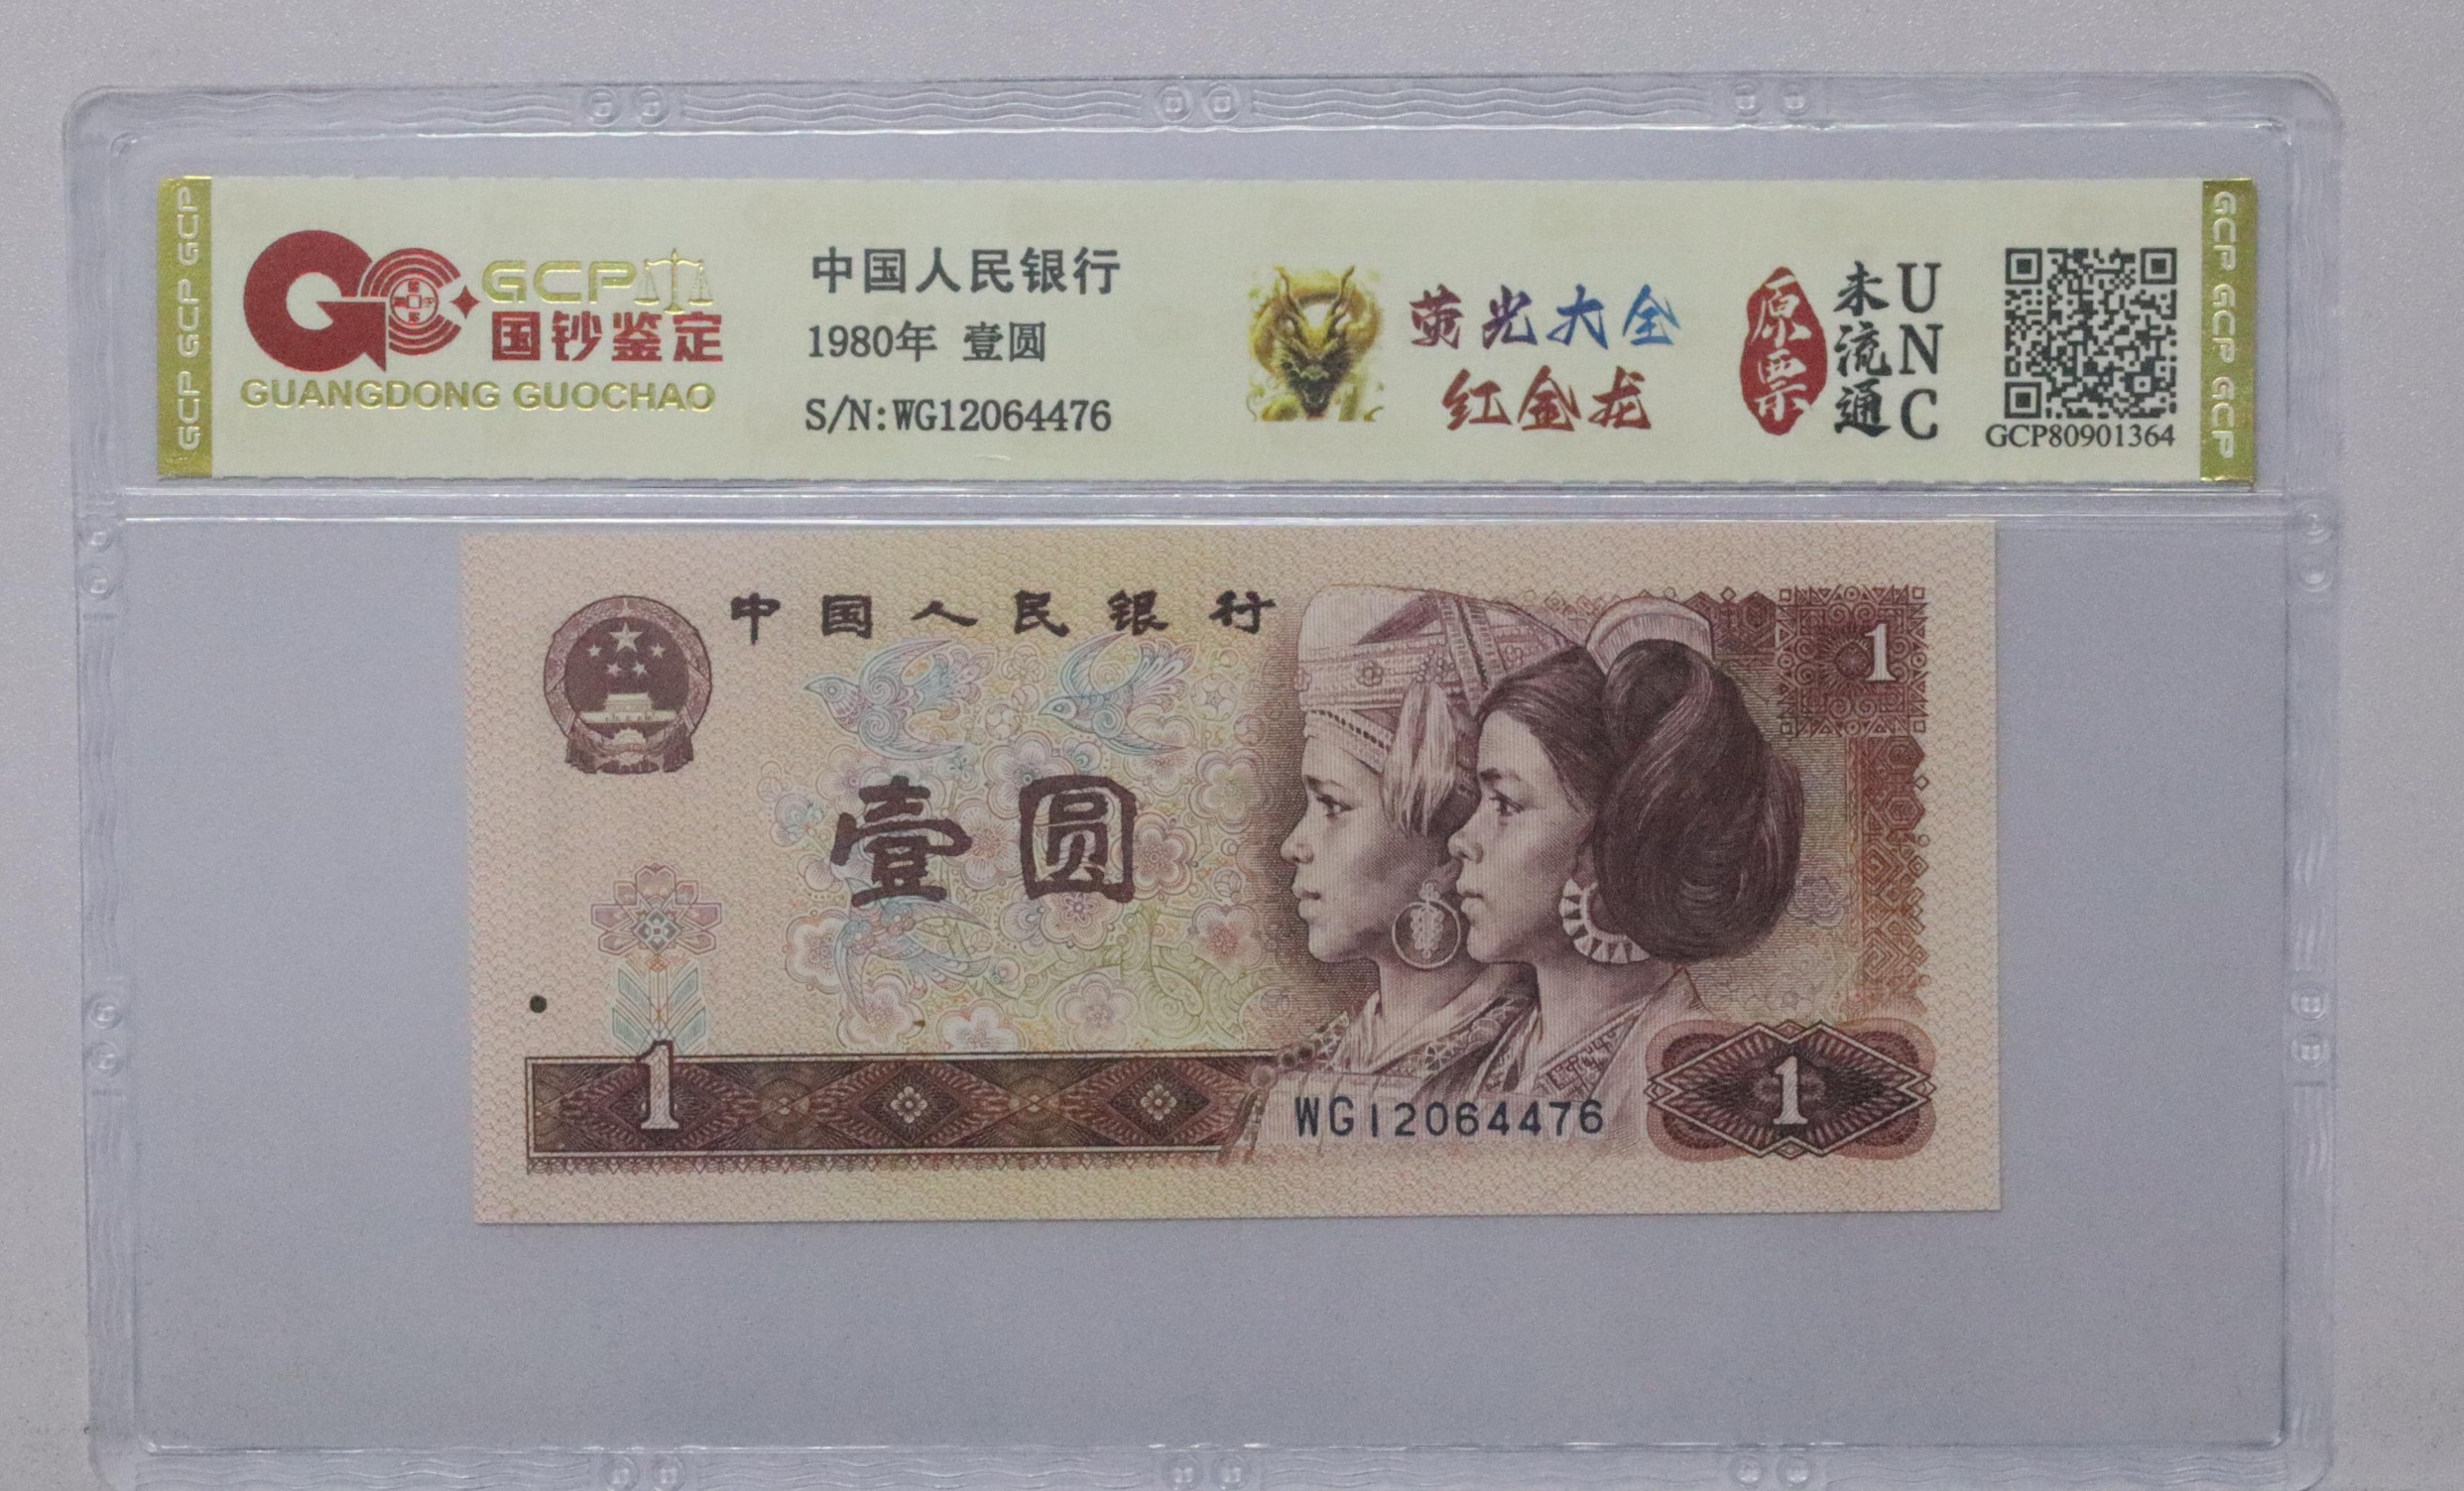 GCP GCP GCP
GCP
国钞鉴定
GUANGDONG GUOCHAO
中国人民银行
1980年 壹圆
S/N:WG12064476
荧光大全
红金龙
原票
未流通
UNC
GCP80901364
GCP GCP GCP
中国人民银行
1
壹圆
1
WG12064476
1